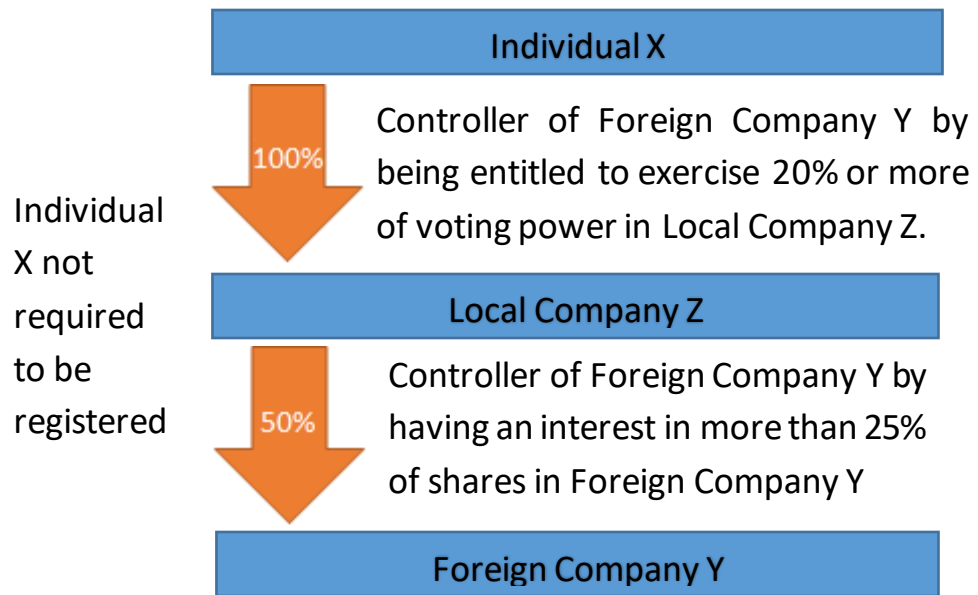 Individual X
100%
Controller of Foreign Company Y by
being entitled to exercise 20% or more
of voting power in Local Company Z.
Individual
X not
required
to be
registered
Local Company Z
50%
Controller of Foreign Company Y by
having an interest in more than 25%
of shares in Foreign Company Y
Foreign Company Y